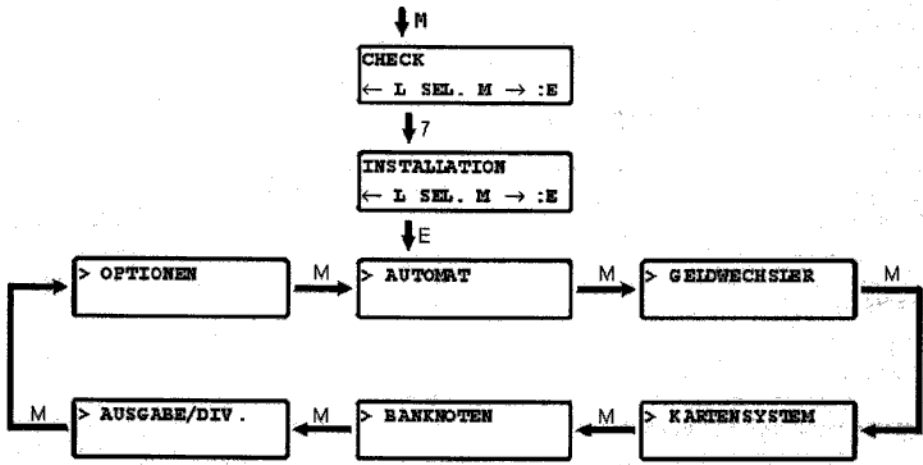 M
CHECK
← L SEL. M → :E
7
INSTALLATION
← L SEL. M → :E
E
> OPTIONEN
M
> AUTOMAT
M
> GELDWECHSLER
M
M
> AUSGABE/DIV.
M
> BANKNOTEN
M
> KARTENSYSTEM